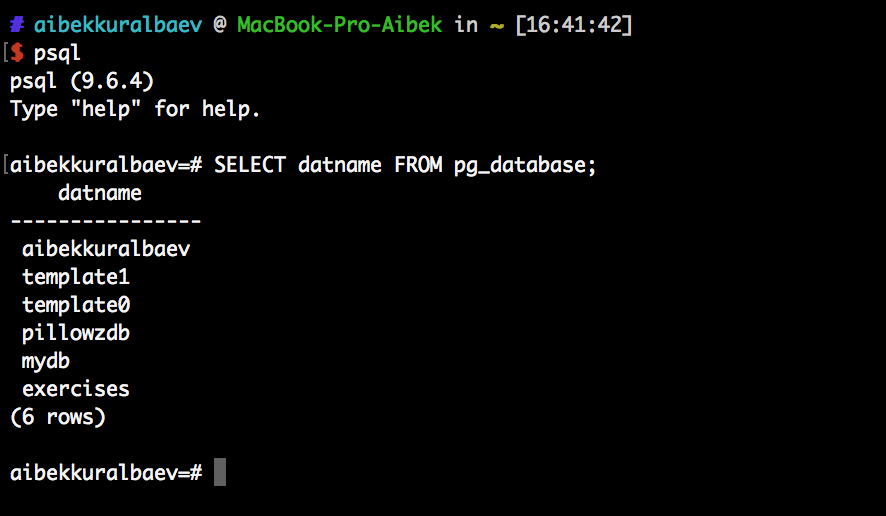 # aibekkuralbaev @ MacBook-Pro-Aibek in ~ [16:41:42]
[$ psql
psql (9.6.4)
Type "help" for help.

[aibekkuralbaev=# SELECT datname FROM pg_database;
    datname
----------------
 aibekkuralbaev
 template1
 template0
 pillowzdb
 mydb
 exercises
(6 rows)

aibekkuralbaev=#